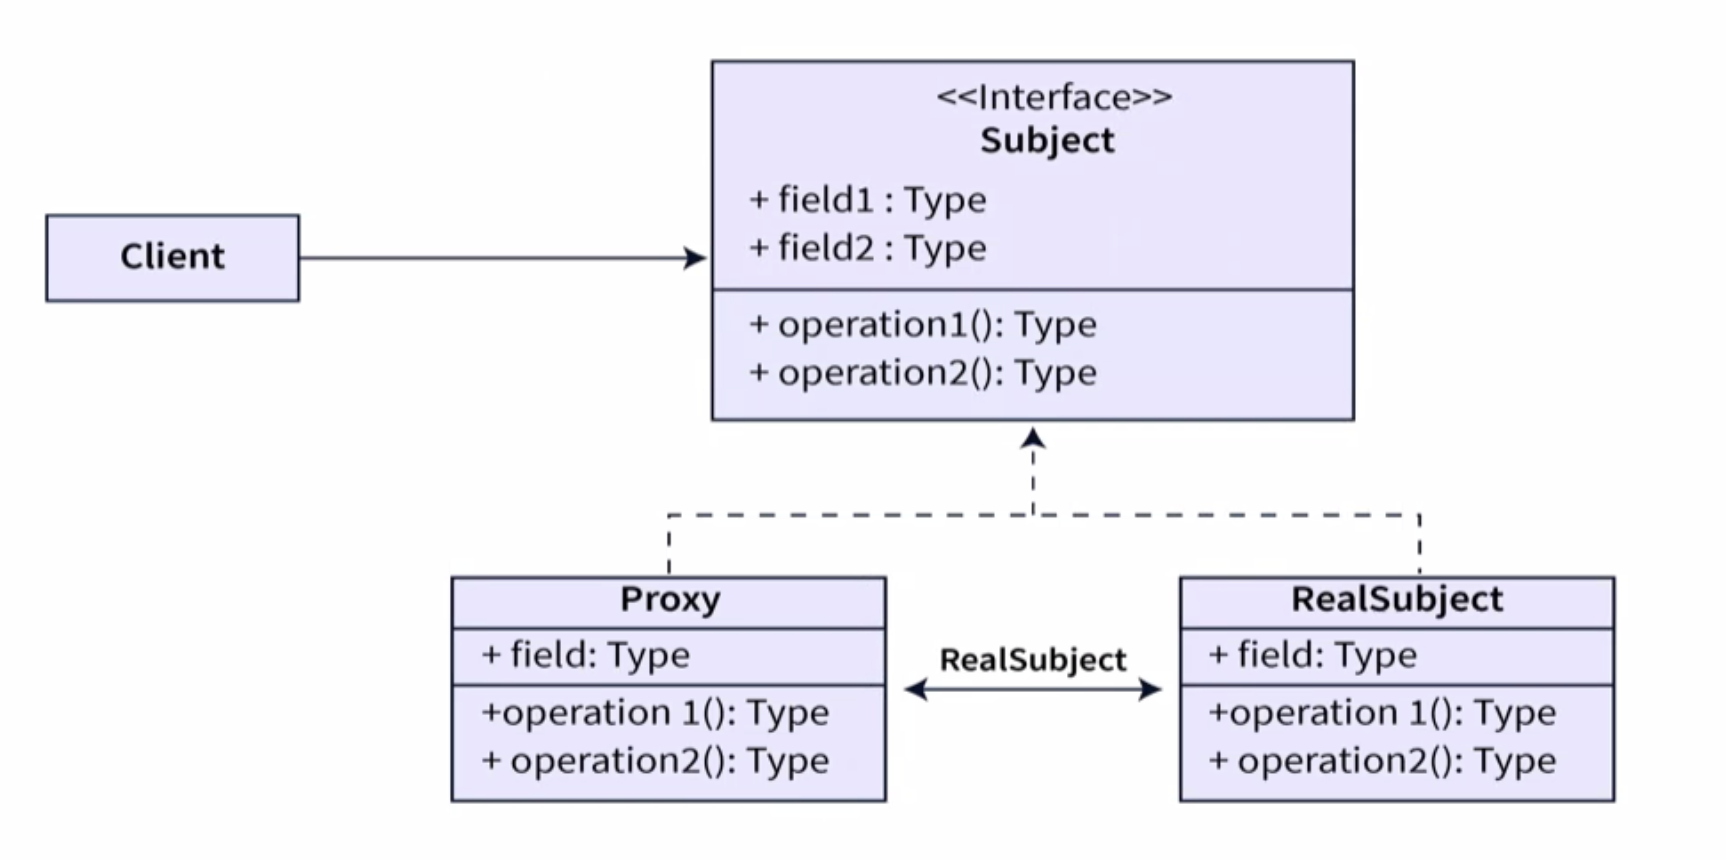 <<Interface>>
Subject
+ field1 : Type
+ field2 : Type
+ operation1(): Type
+ operation2(): Type
Client
Proxy
+ field: Type
+operation 1(): Type
+ operation2(): Type
RealSubject
RealSubject
+ field: Type
+operation 1(): Type
+ operation2(): Type